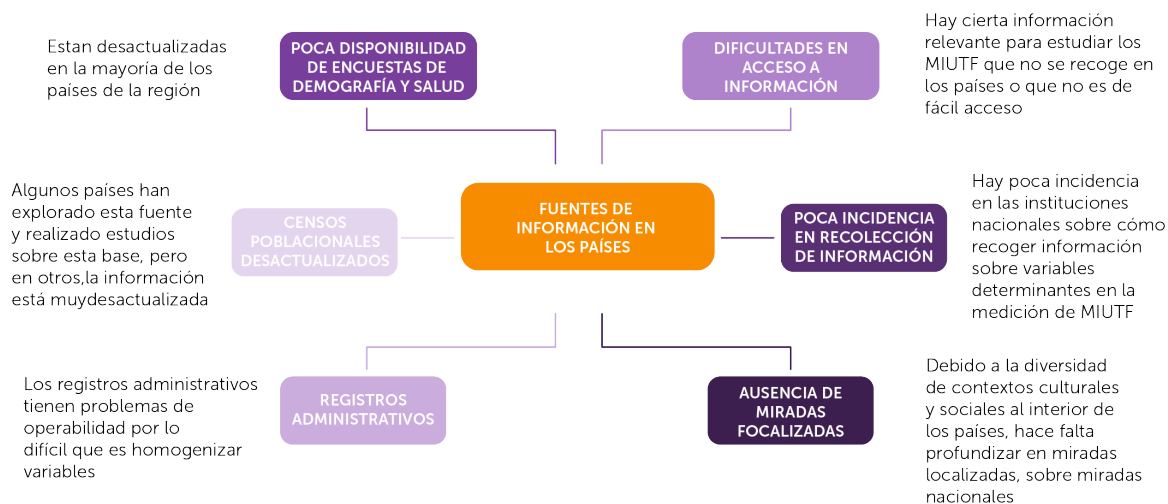 Estan desactualizadas
en la mayoría de los
países de la región
POCA DISPONIBILIDAD
DE ENCUESTAS DE
DEMOGRAFÍA Y SALUD
DIFICULTADES EN
ACCESO A
INFORMACIÓN
Hay cierta información
relevante para estudiar los
MIUTF que no se recoge en
los países o que no es de
fácil acceso
Algunos países han
explorado esta fuente
y realizado estudios
sobre esta base, pero
en otros,la información
está muydesactualizada
CENSOS
POBLACIONALES
DESACTUALIZADOS
FUENTES DE
INFORMACIÓN EN
LOS PAÍSES
POCA INCIDENCIA
EN RECOLECCIÓN
DE INFORMACIÓN
Hay poca incidencia
en las instituciones
nacionales sobre cómo
recoger información
sobre variables
determinantes en la
medición de MIUTF
Los registros administrativos
tienen problemas de
operabilidad por lo
difícil que es homogenizar
variables
REGISTROS
ADMINISTRATIVOS
AUSENCIA DE
MIRADAS
FOCALIZADAS
Debido a la diversidad
de contextos culturales
y sociales al interior de
los países, hace falta
profundizar en miradas
localizadas, sobre miradas
nacionales